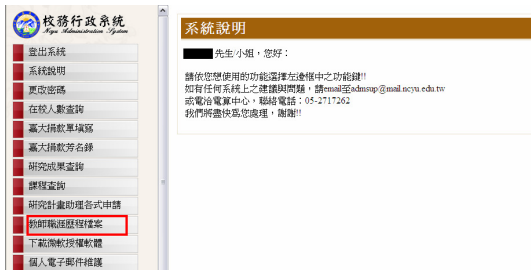 校務行政系統
Ncyu Administration System
登出系統
系統說明
更改密碼
在校人數查詢
嘉大捐款單填寫
嘉大捐款芳名錄
研究成果查詢
課程查詢
研究計畫助理各式申請
教師職涯歷程檔案
下載微軟授權軟體
個人電子郵件維護
系統說明
先生/小姐，您好：
請依您想使用的功能選擇左邊框中之功能鍵!!
如有任何系統上之建議與問題，請email至admsup@mail.ncyu.edu.tw
或電洽電算中心，聯絡電話：05-2717262
我們將盡快為您處理，謝謝!!